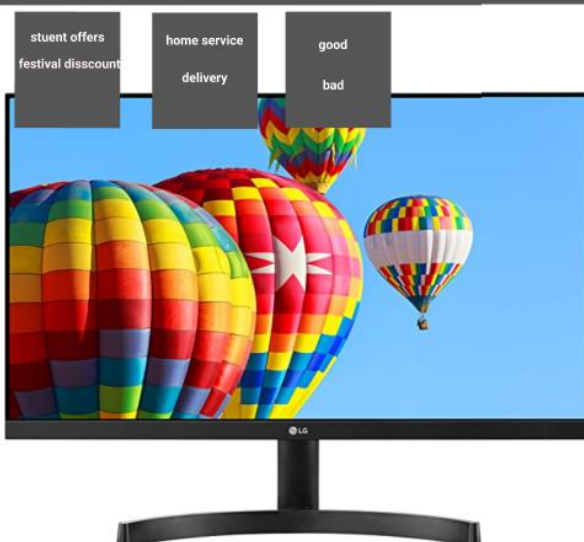 stuent offers
festival disscount
home service
delivery
good
bad
LG